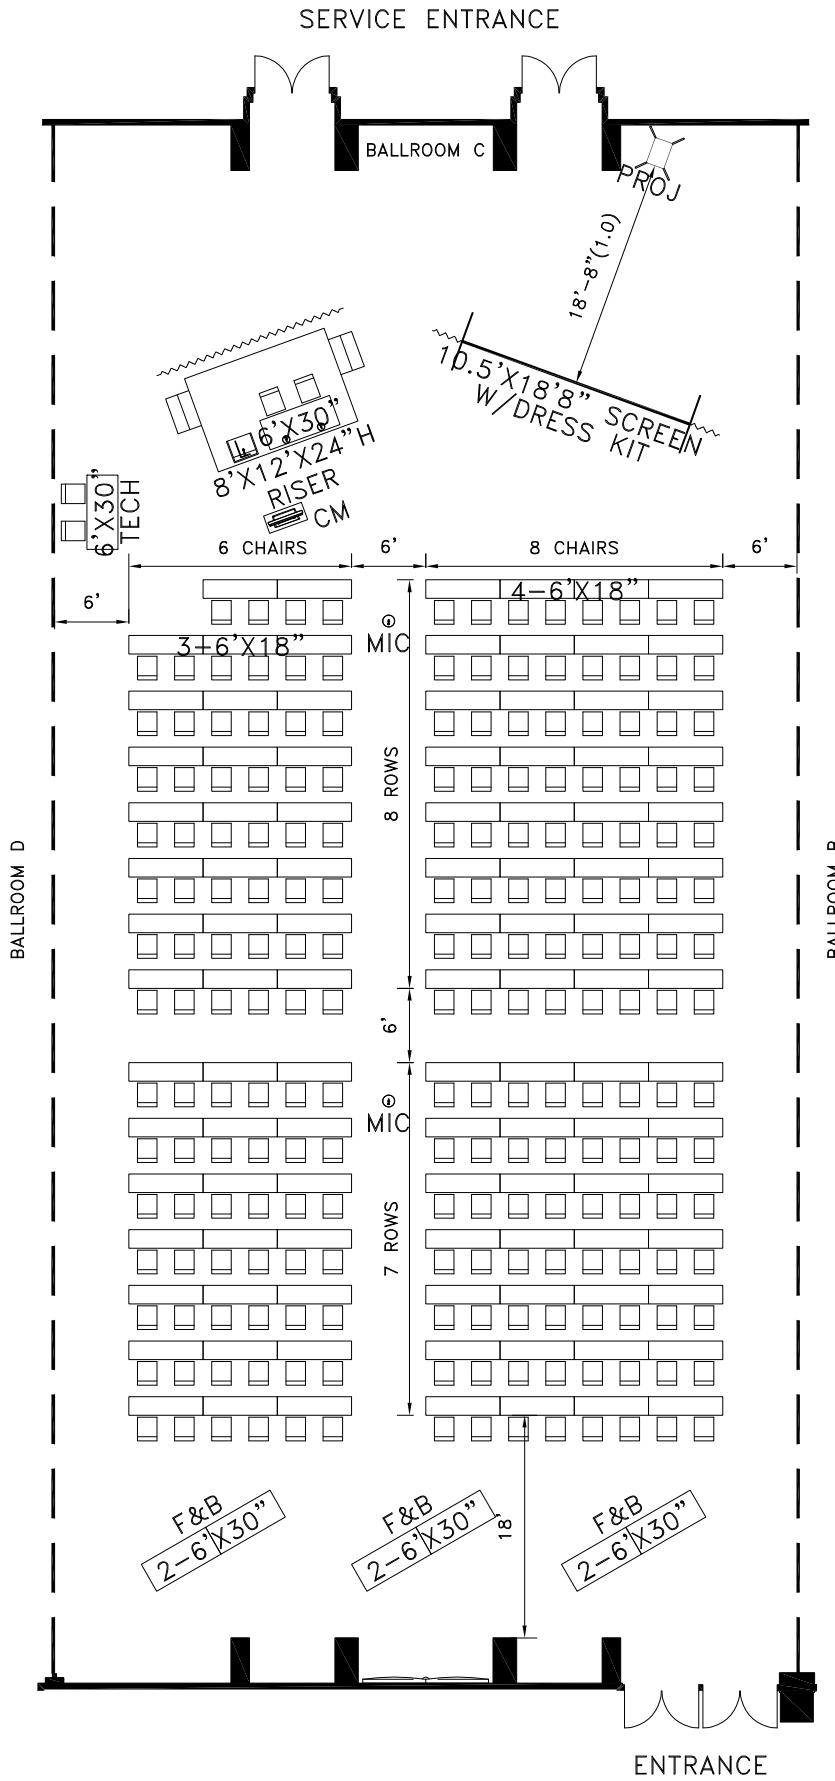 SERVICE ENTRANCE
BALLROOM C
PROJ
18'-8"(1.0)
10.5'X18'8" SCREEN
W/DRESS KIT
6'X30"
8'X12'X24"H
RISER
CM
6'X30"
TECH
6 CHAIRS
6'
8 CHAIRS
6'
6'
4-6'X18"
MIC
3-6'X18"
8 ROWS
BALLROOM D
6'
MIC
7 ROWS
F&B
2-6'X30"
F&B
2-6'X30"
18'
F&B
2-6'X30"
ENTRANCE